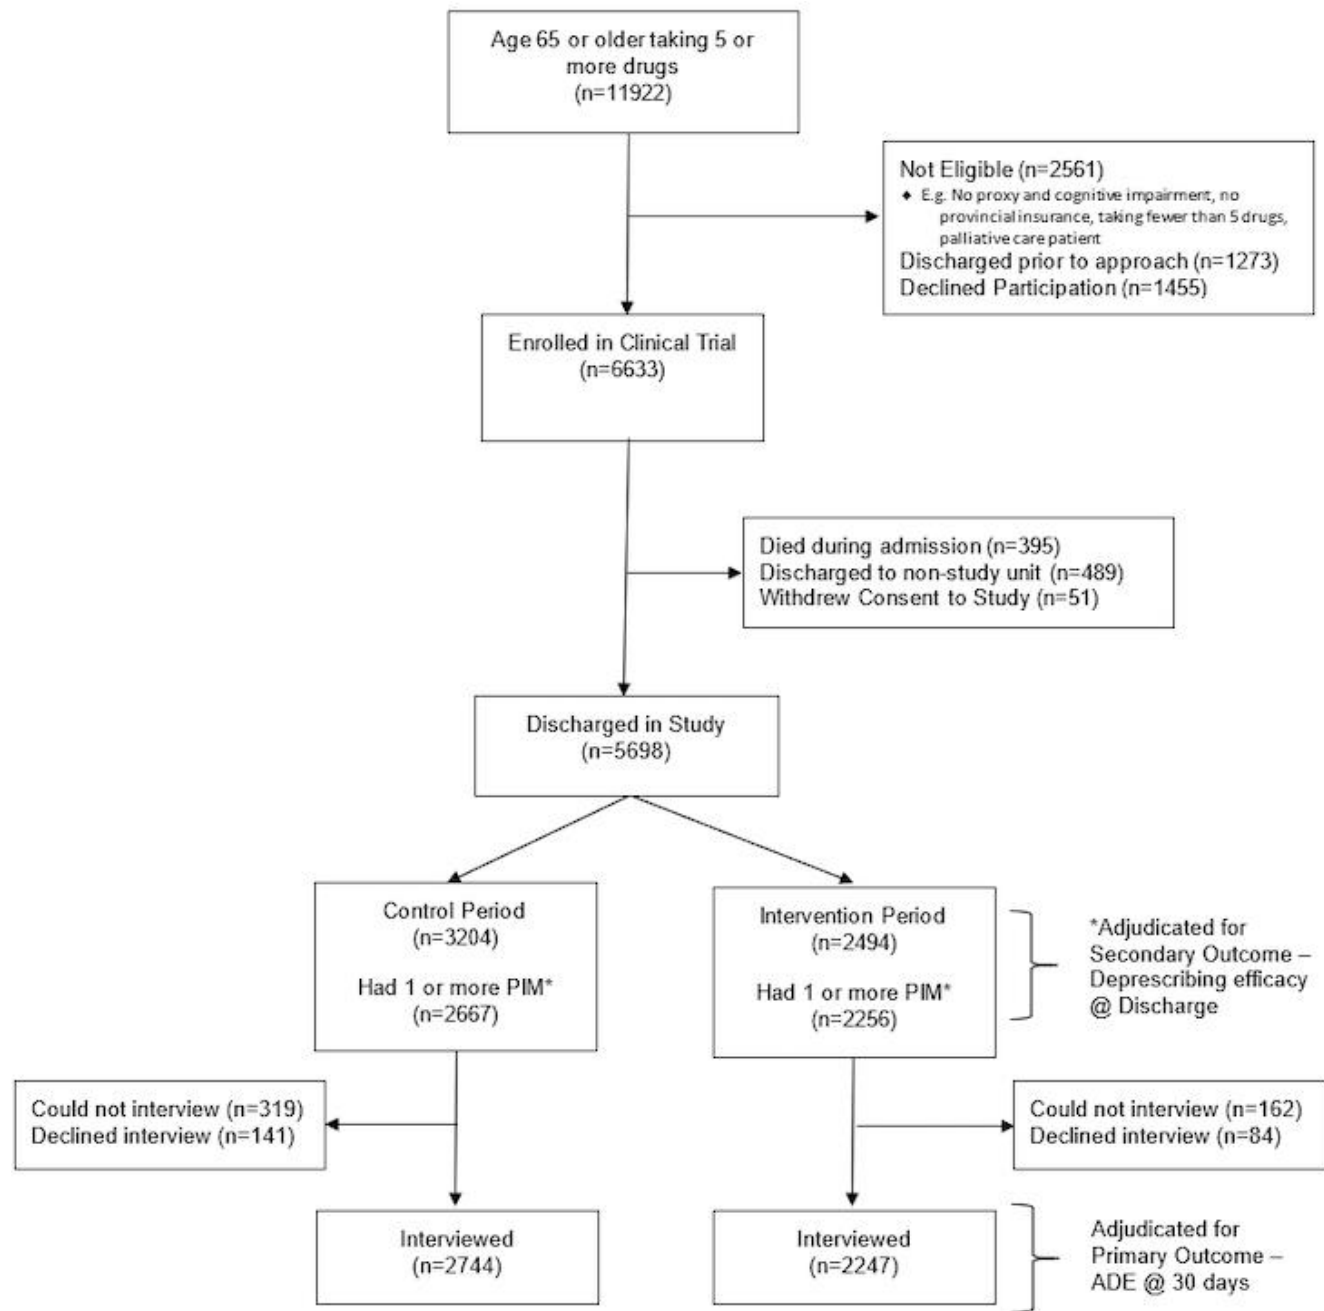 Age 65 or older taking 5 or
more drugs
(n=11922)
Not Eligible (n=2561)
◆ E.g. No proxy and cognitive impairment, no
provincial insurance, taking fewer than 5 drugs,
palliative care patient
Discharged prior to approach (n=1273)
Declined Participation (n=1455)
Enrolled in Clinical Trial
(n=6633)
Died during admission (n=395)
Discharged to non-study unit (n=489)
Withdrew Consent to Study (n=51)
Discharged in Study
(n=5698)
Control Period
(n=3204)
Had 1 or more PIM*
(n=2667)
Intervention Period
(n=2494)
Had 1 or more PIM*
(n=2256)
*Adjudicated for
Secondary Outcome –
Deprescribing efficacy
@ Discharge
Could not interview (n=319)
Declined interview (n=141)
Could not interview (n=162)
Declined interview (n=84)
Interviewed
(n=2744)
Interviewed
(n=2247)
Adjudicated for
Primary Outcome –
ADE @ 30 days